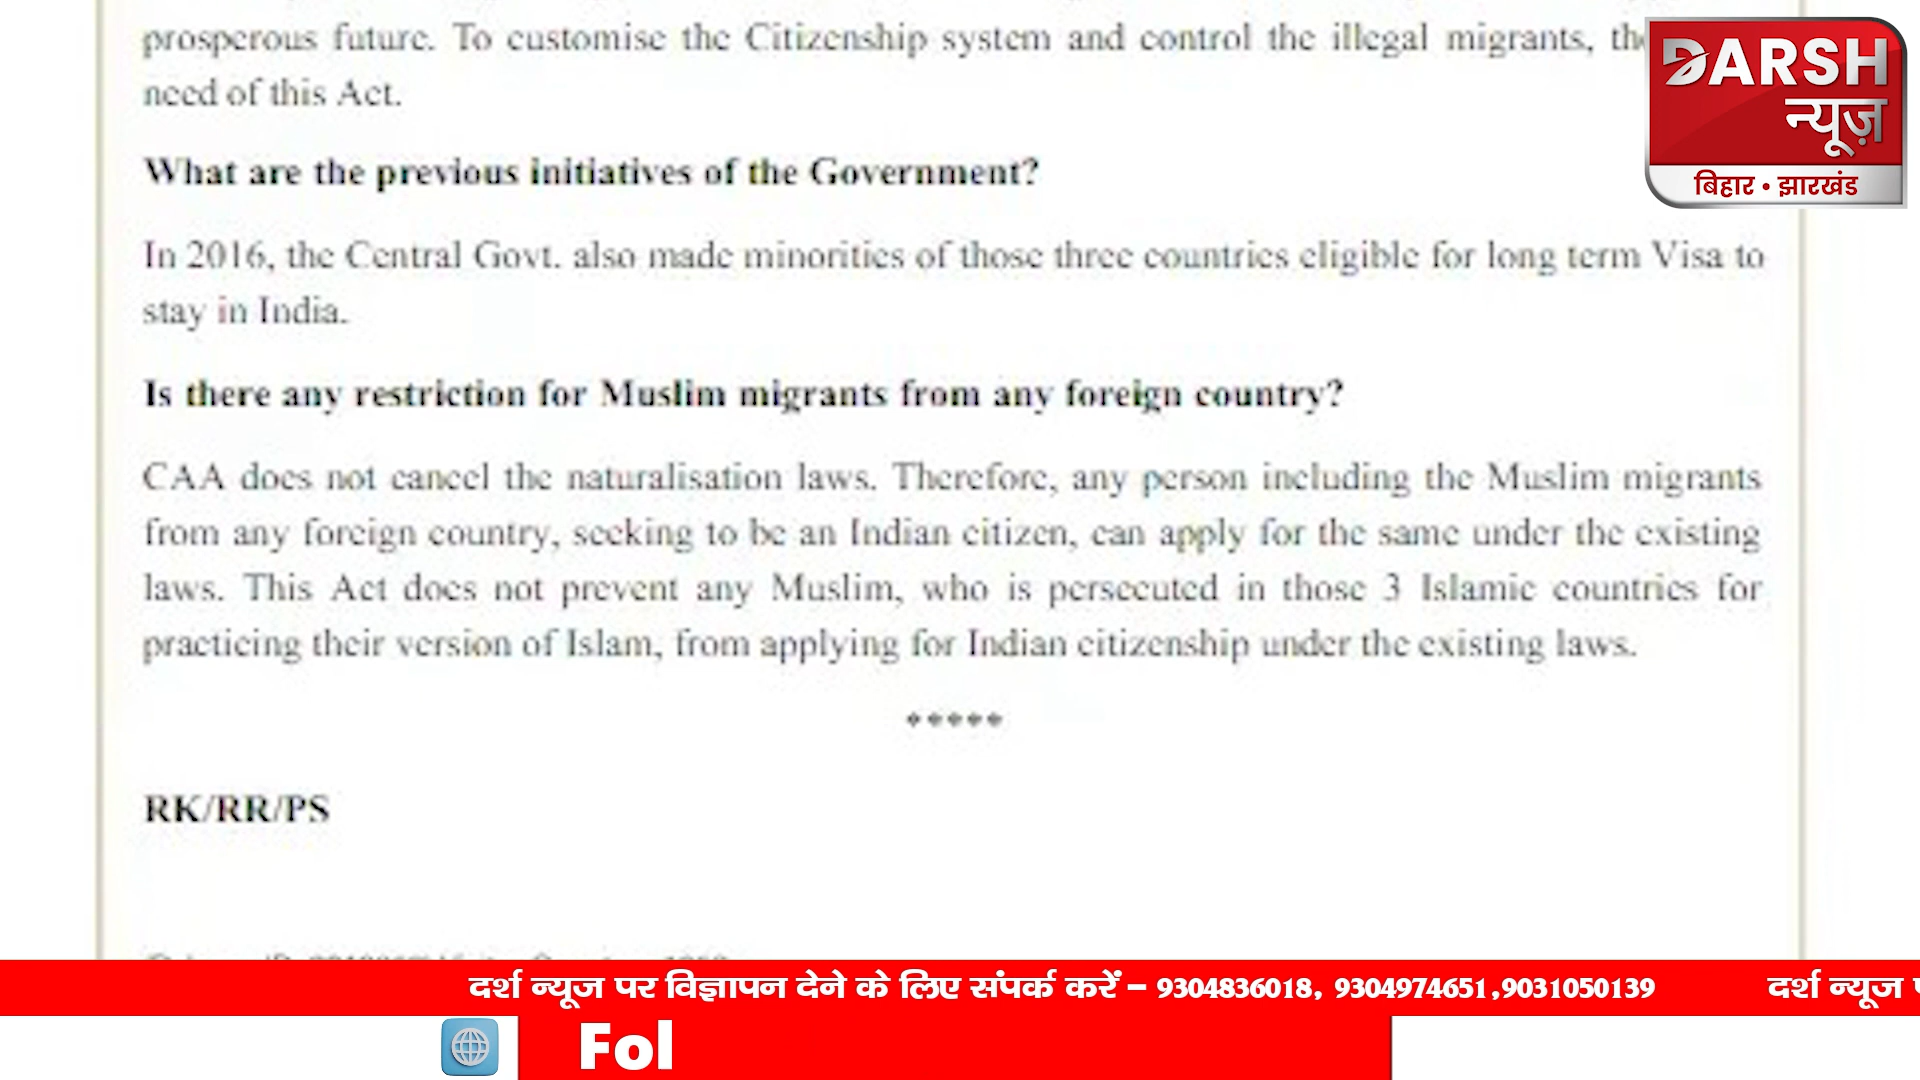 prosperous future. To customise the Citizenship system and control the illegal migrants,
need of this Act.
DARSH
न्यूज़
बिहार • झारखंड
What are the previous initiatives of the Government?
In 2016, the Central Govt. also made minorities of those three countries eligible for long term Visa to
stay in India.
Is there any restriction for Muslim migrants from any foreign country?
CAA does not cancel the naturalisation laws. Therefore, any person including the Muslim migrants
from any foreign country, seeking to be an Indian citizen, can apply for the same under the existing
laws. This Act does not prevent any Muslim, who is persecuted in those 3 Islamic countries for
practicing their version of Islam, from applying for Indian citizenship under the existing laws.
*****
RK/RR/PS
दर्श न्यूज पर विज्ञापन देने के लिए संपर्क करें – 9304836018, 9304974651,9031050139 दर्श न्यूज
Fol